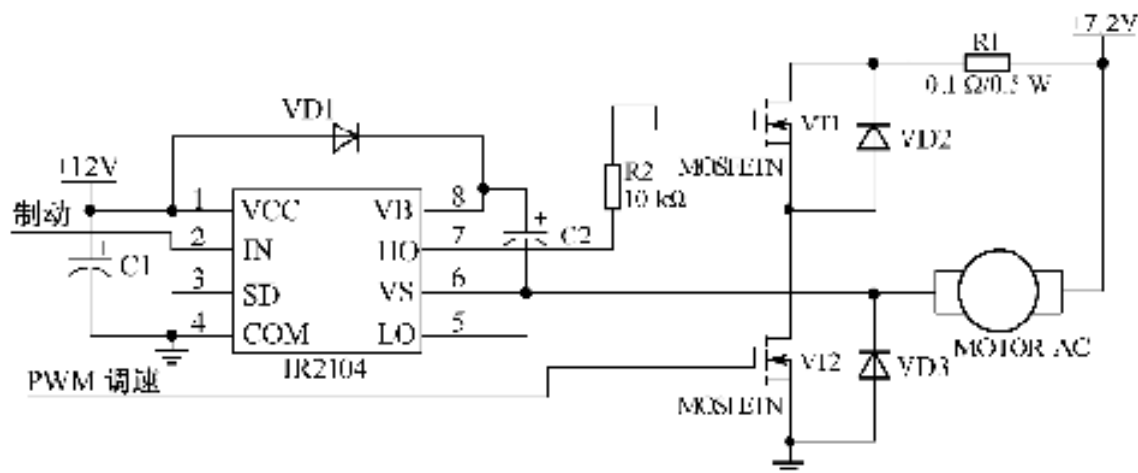 +7.2V
R1
0.1 Ω/0.5 W
VD1
VT1
VD2
MOSFETN
+12V
R2
10 kΩ
制动
1
VCC
VB
8
2
IN
HO
7
C2
C1
3
SD
VS
6
4
COM
LO
5
MOTOR AC
IR2104
VT2
VD3
PWM 调速
MOSFETN